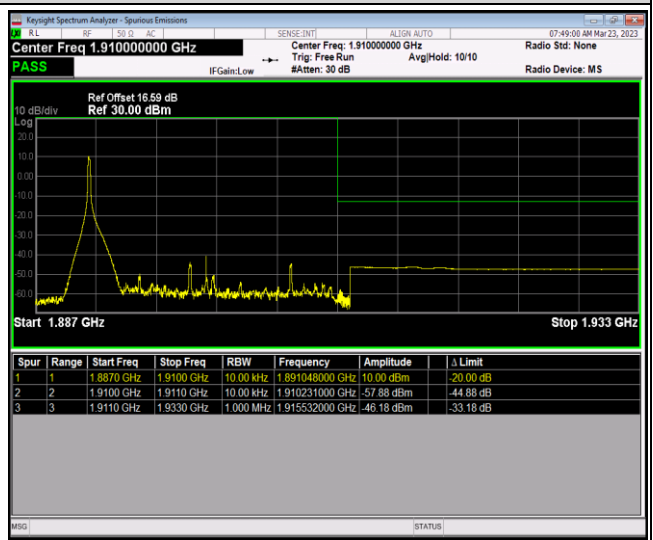 Keysight Spectrum Analyzer - Spurious Emissions
RL RF 50 Ω AC SENSE:INT ALIGN AUTO 07:49:00 AM Mar 23, 2023
Center Freq 1.910000000 GHz Center Freq: 1.910000000 GHz Radio Std: None
Trig: Free Run Avg|Hold: 10/10
PASS IFGain:Low #Atten: 30 dB Radio Device: MS
Ref Offset 16.59 dB
10 dB/div Ref 30.00 dBm
Log
20.0
10.0
0.00
-10.0
-20.0
-30.0
-40.0
-50.0
-60.0
Start 1.887 GHz Stop 1.933 GHz
Spur Range Start Freq Stop Freq RBW Frequency Amplitude Δ Limit
1 1 1.8870 GHz 1.9100 GHz 10.00 kHz 1.891048000 GHz 10.00 dBm -20.00 dB
2 2 1.9100 GHz 1.9110 GHz 10.00 kHz 1.910231000 GHz -57.88 dBm -44.88 dB
3 3 1.9110 GHz 1.9330 GHz 1.000 MHz 1.915532000 GHz -46.18 dBm -33.18 dB
MSG STATUS